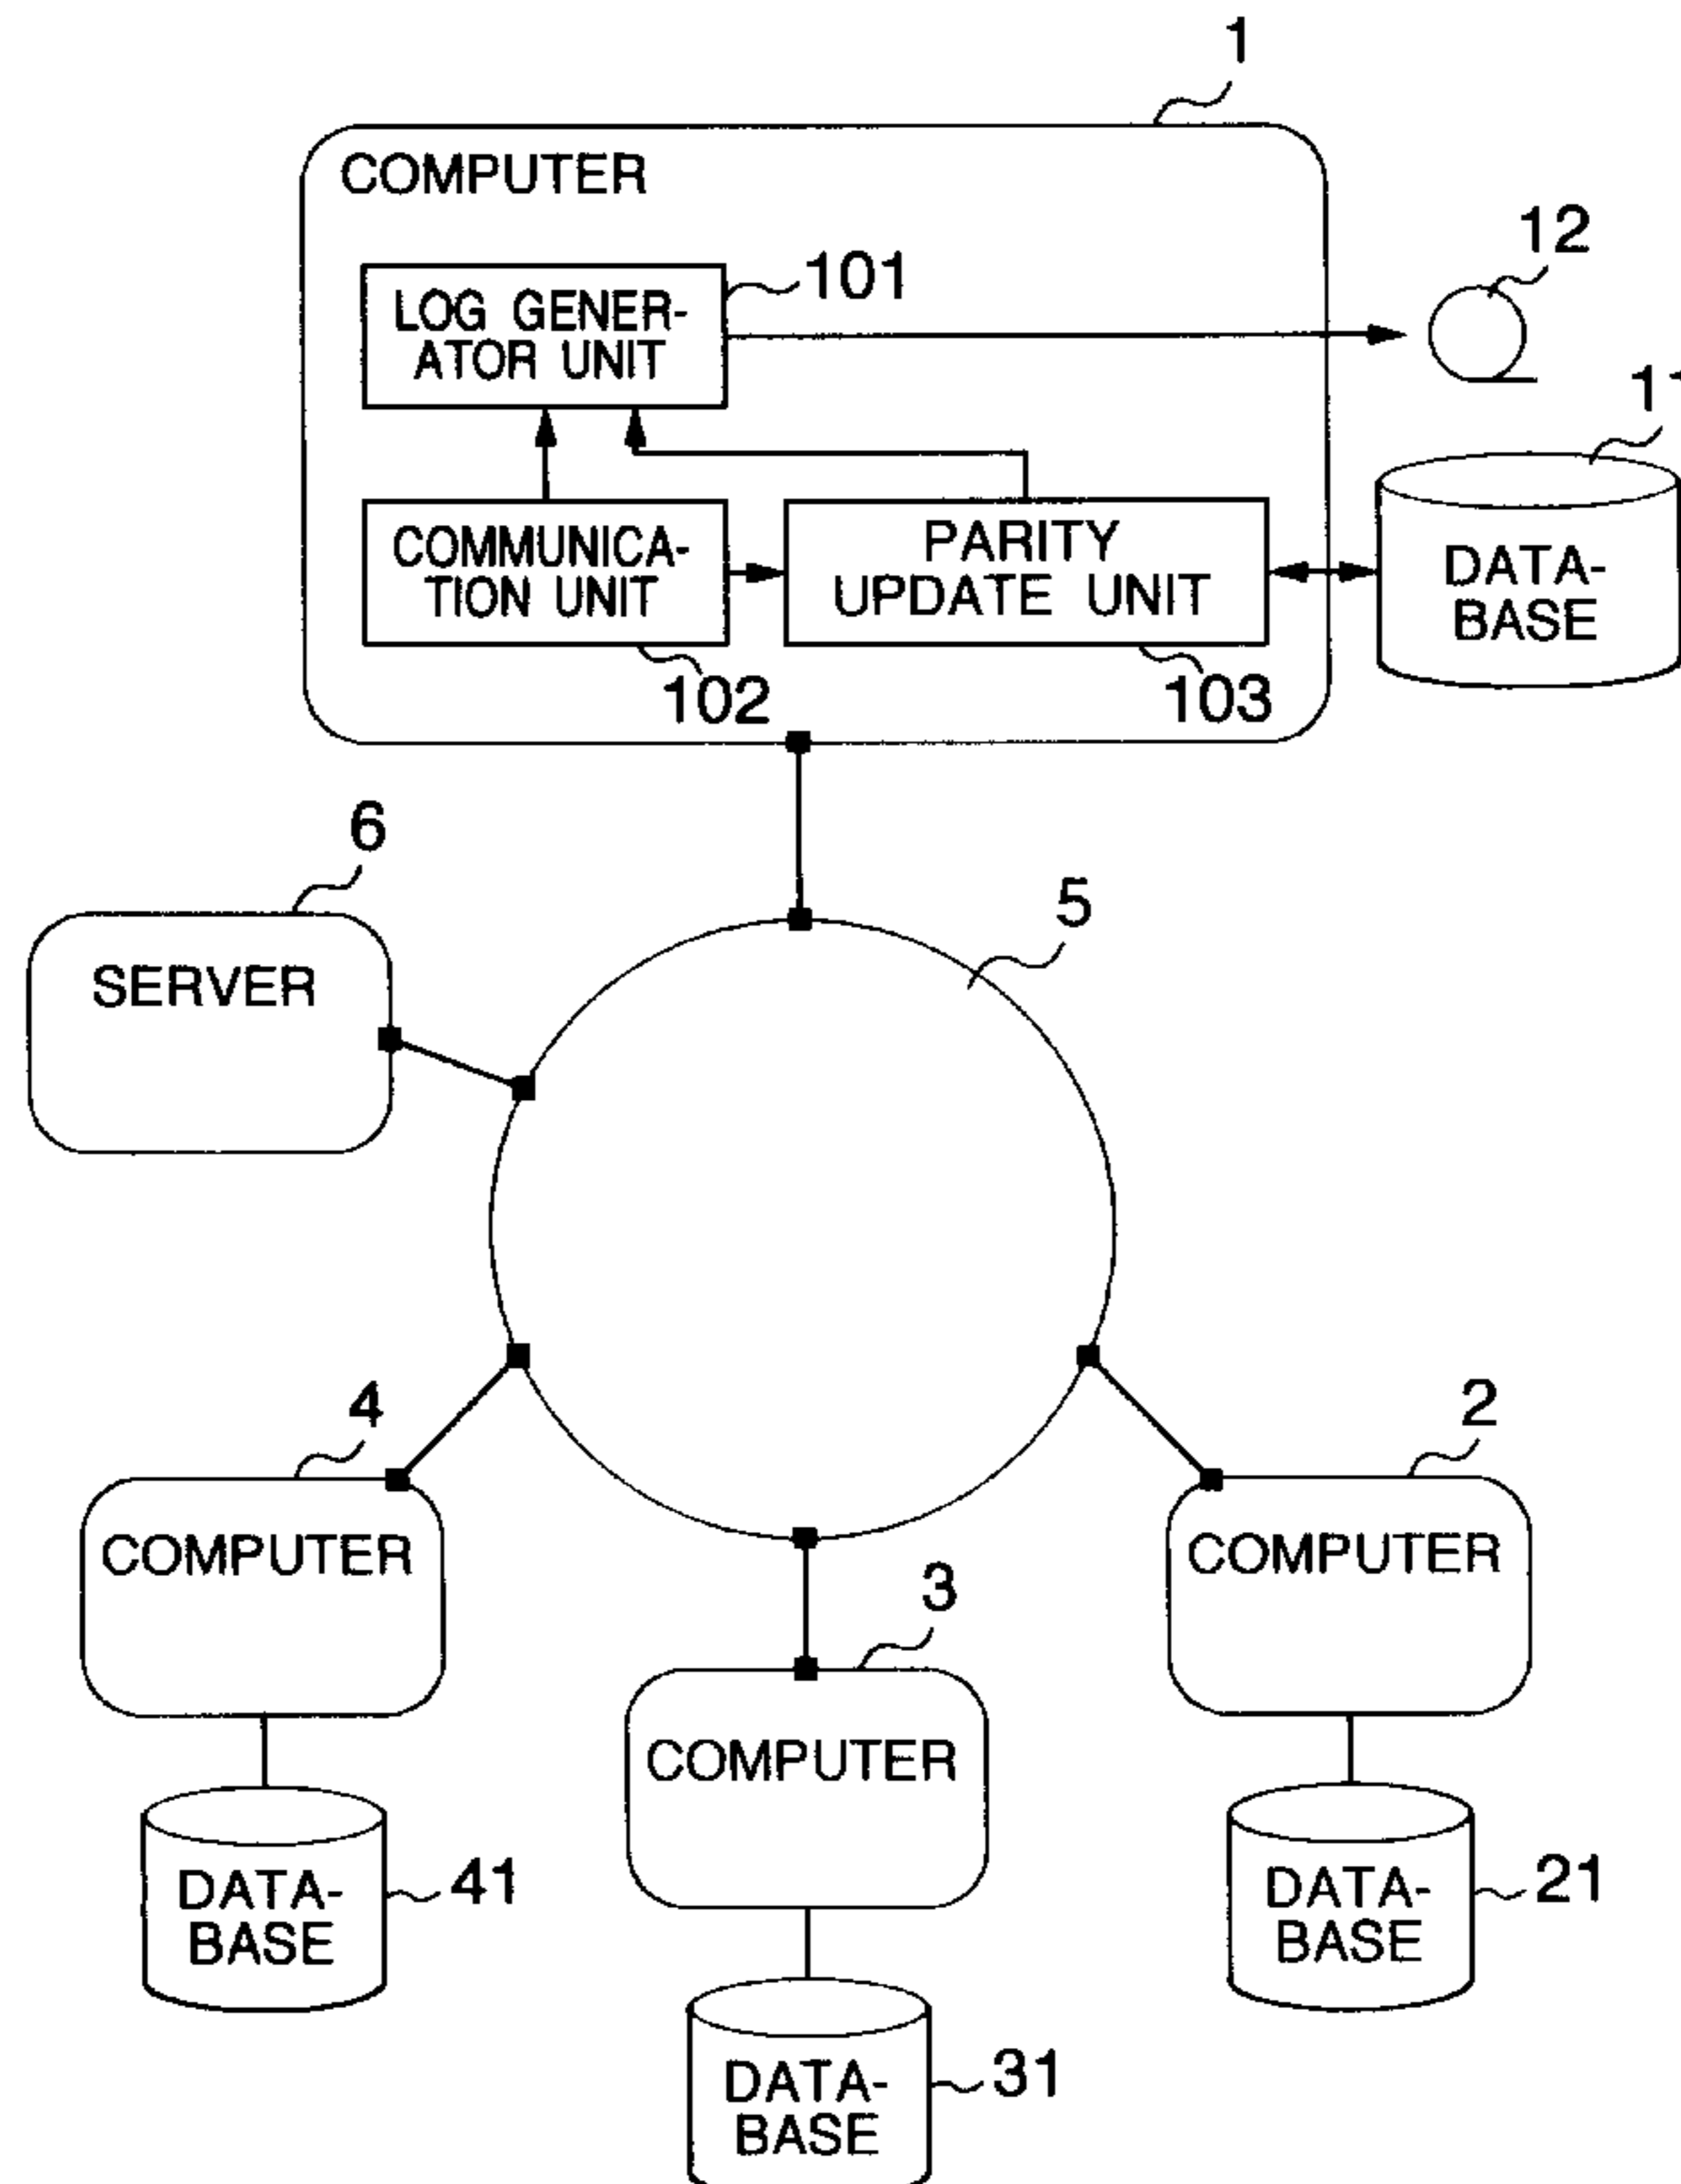 1
COMPUTER
12
101
LOG GENER-
ATOR UNIT
11
COMMUNICA-
TION UNIT
PARITY
UPDATE UNIT
DATA-
BASE
102
103
6
5
SERVER
4
2
COMPUTER
COMPUTER
3
COMPUTER
DATA-
BASE
41
DATA-
BASE
21
DATA-
BASE
31